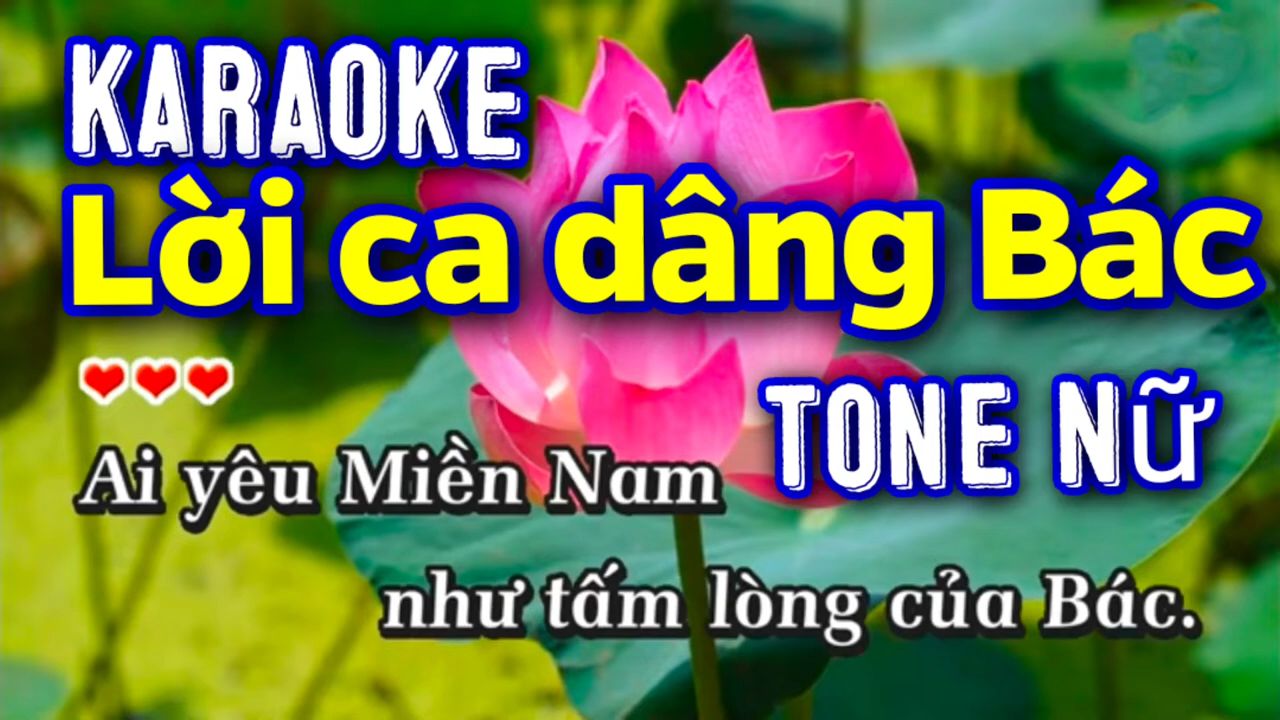 KARAOKE
Lời ca dâng Bác
TONE Nữ
Ai yêu Miền Nam
như tấm lòng của Bác.